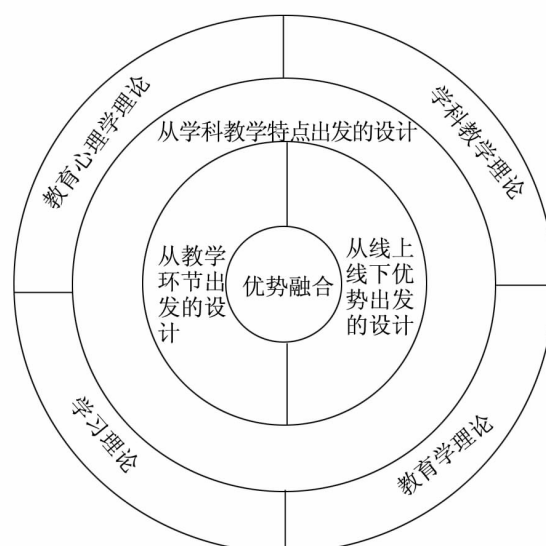 教育心理学理论
学科教学理论
从学科教学特点出发的设计
从教学
环节出
发的设
计
优势融合
从线上
线下优
势出发
的设计
学习理论
教育学理论